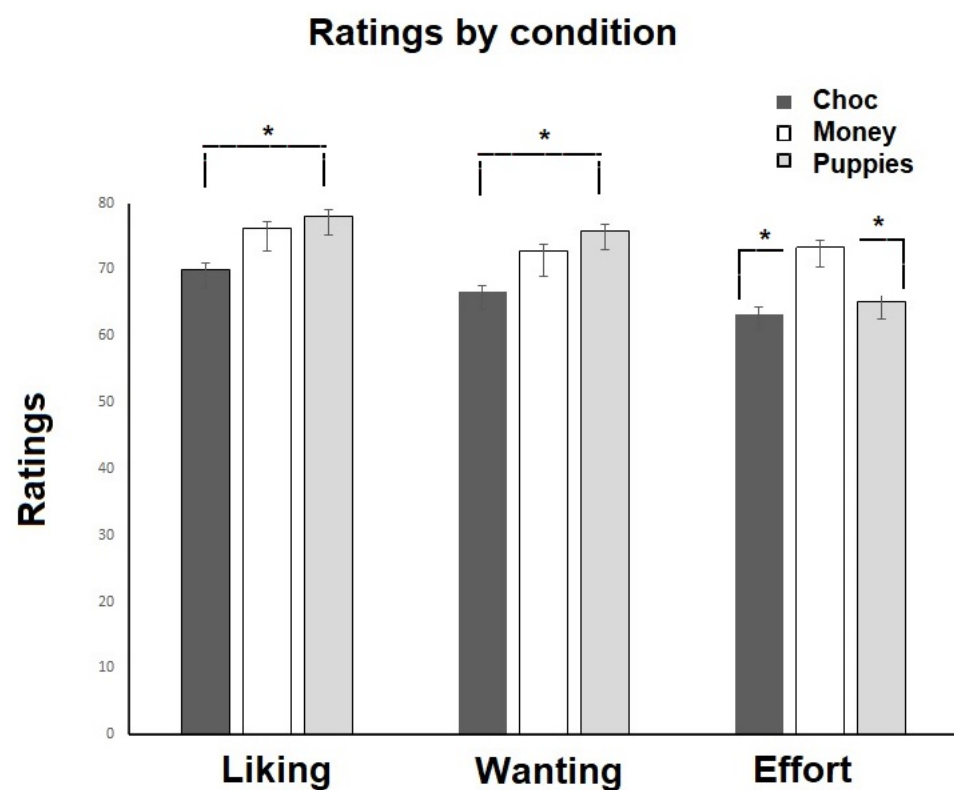 Ratings by condition
Choc
Money
Puppies
*
*
*
*
80
70
60
50
40
30
20
10
0
Ratings
Liking
Wanting
Effort